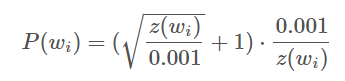 P(w_i) = (\sqrt{\frac{z(w_i)}{0.001}} + 1) \cdot \frac{0.001}{z(w_i)}